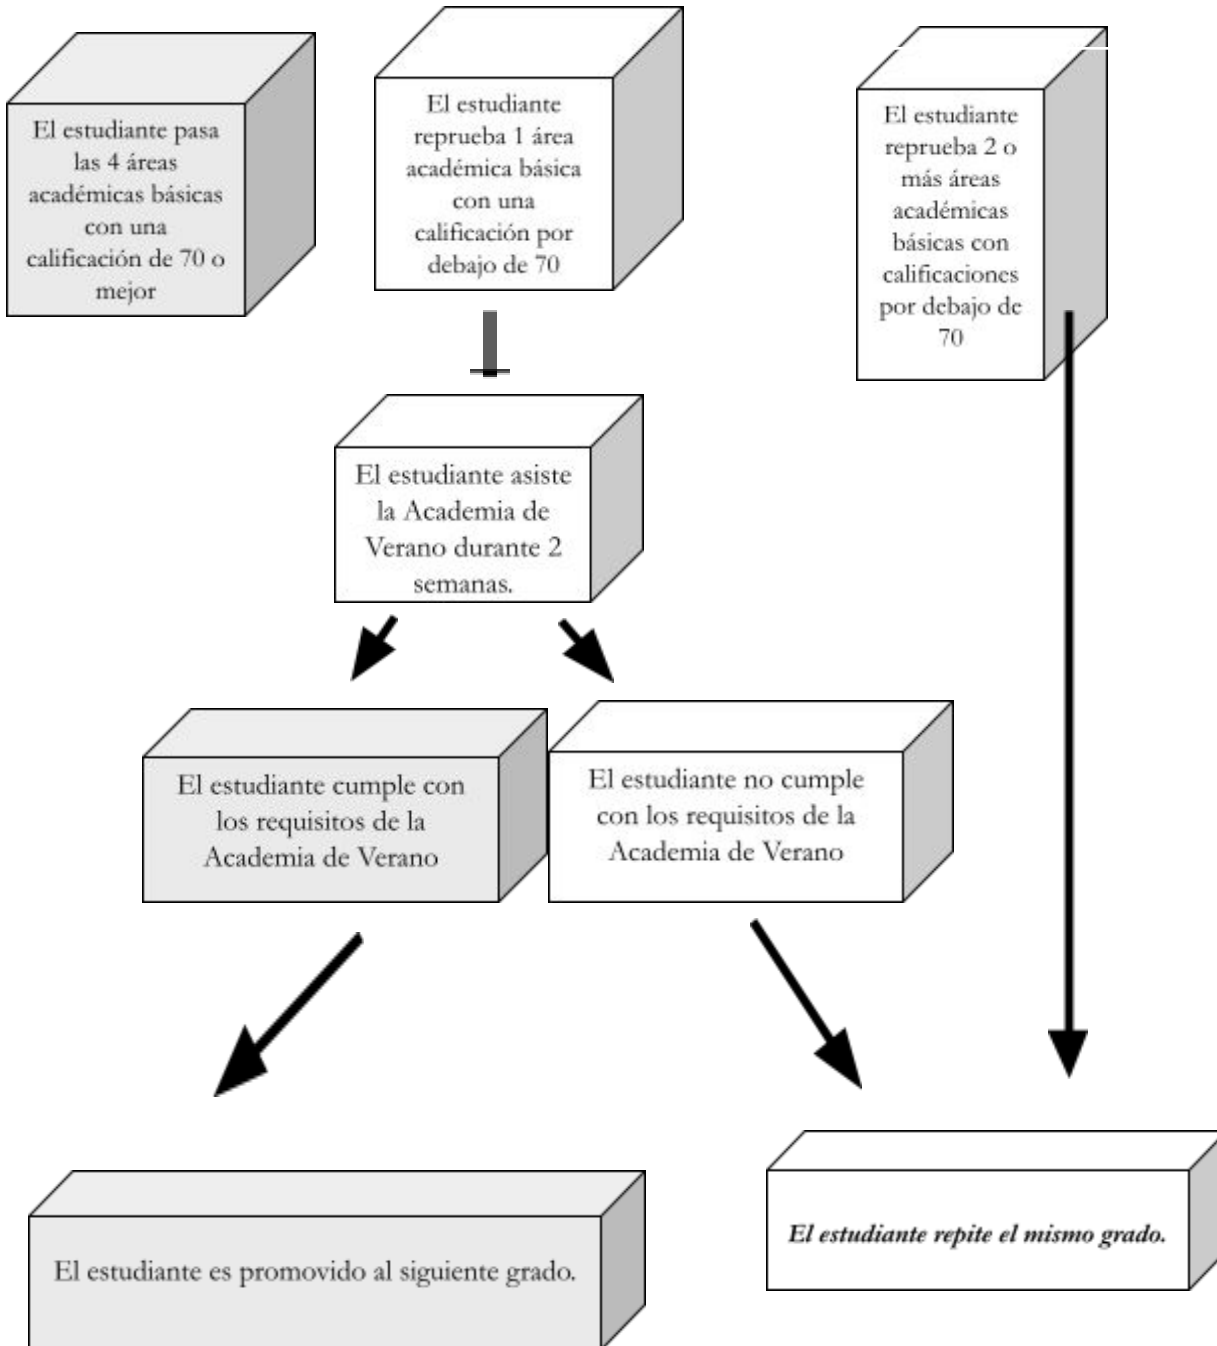 El estudiante pasa
las 4 áreas
académicas básicas
con una
calificación de 70 o
mejor
El estudiante
reprueba 1 área
académica básica
con una
calificación por
debajo de 70
El estudiante
reprueba 2 o
más áreas
académicas
básicas con
calificaciones
por debajo de
70
El estudiante asiste
la Academia de
Verano durante 2
semanas.
El estudiante cumple con
los requisitos de la
Academia de Verano
El estudiante no cumple
con los requisitos de la
Academia de Verano
El estudiante es promovido al siguiente grado.
El estudiante repite el mismo grado.